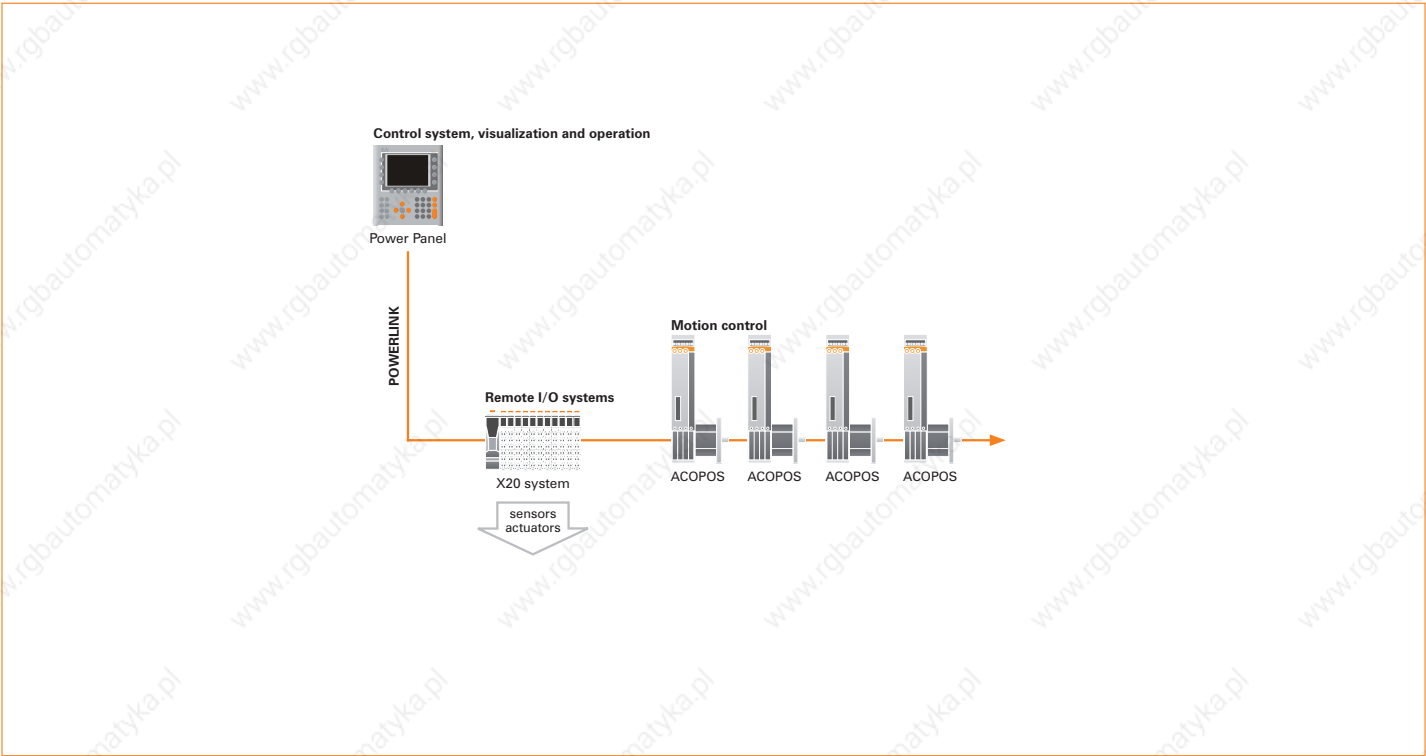 Control system, visualization and operation
Power Panel
POWERLINK
Motion control
Remote I/O systems
X20 system
ACOPOS
ACOPOS
ACOPOS
ACOPOS
sensors
actuators
www.rgbautomatyka.pl